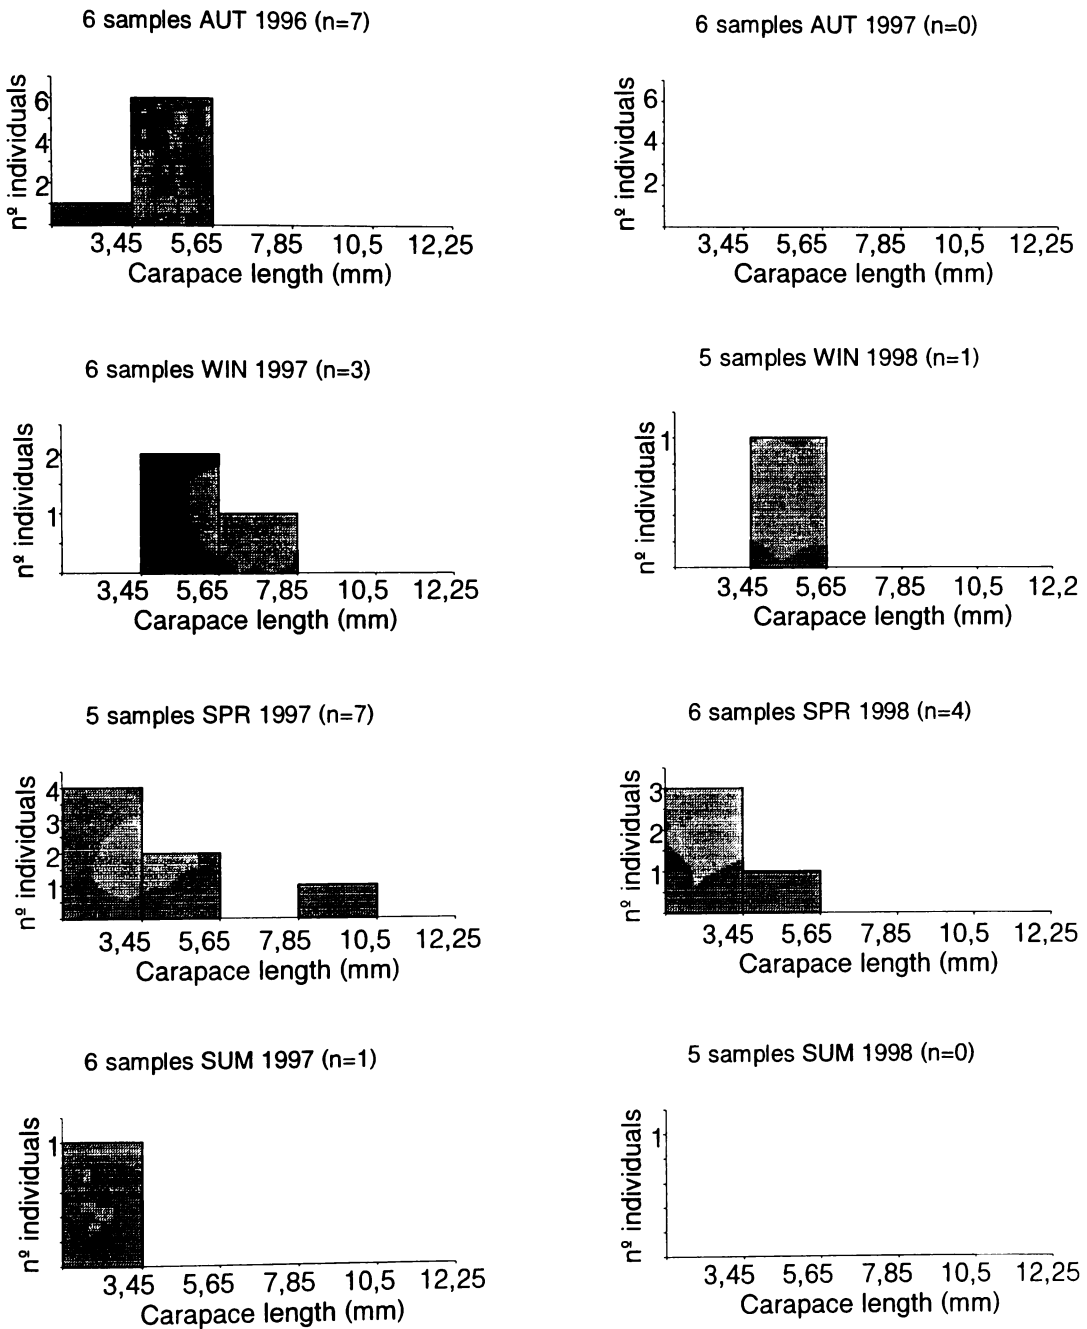 6 samples AUT 1996 (n=7)
nº individuals
6
4
2
3,45 5,65 7,85 10,5 12,25
Carapace length (mm)
6 samples AUT 1997 (n=0)
nº individuals
6
4
2
3,45 5,65 7,85 10,5 12,25
Carapace length (mm)
6 samples WIN 1997 (n=3)
nº individuals
2
1
3,45 5,65 7,85 10,5 12,25
Carapace length (mm)
5 samples WIN 1998 (n=1)
nº individuals
1
3,45 5,65 7,85 10,5 12,2
Carapace length (mm)
5 samples SPR 1997 (n=7)
nº individuals
4
3
2
1
3,45 5,65 7,85 10,5 12,25
Carapace length (mm)
6 samples SPR 1998 (n=4)
nº individuals
3
2
1
3,45 5,65 7,85 10,5 12,25
Carapace length (mm)
6 samples SUM 1997 (n=1)
nº individuals
1
3,45 5,65 7,85 10,5 12,25
Carapace length (mm)
5 samples SUM 1998 (n=0)
nº individuals
1
3,45 5,65 7,85 10,5 12,25
Carapace length (mm)